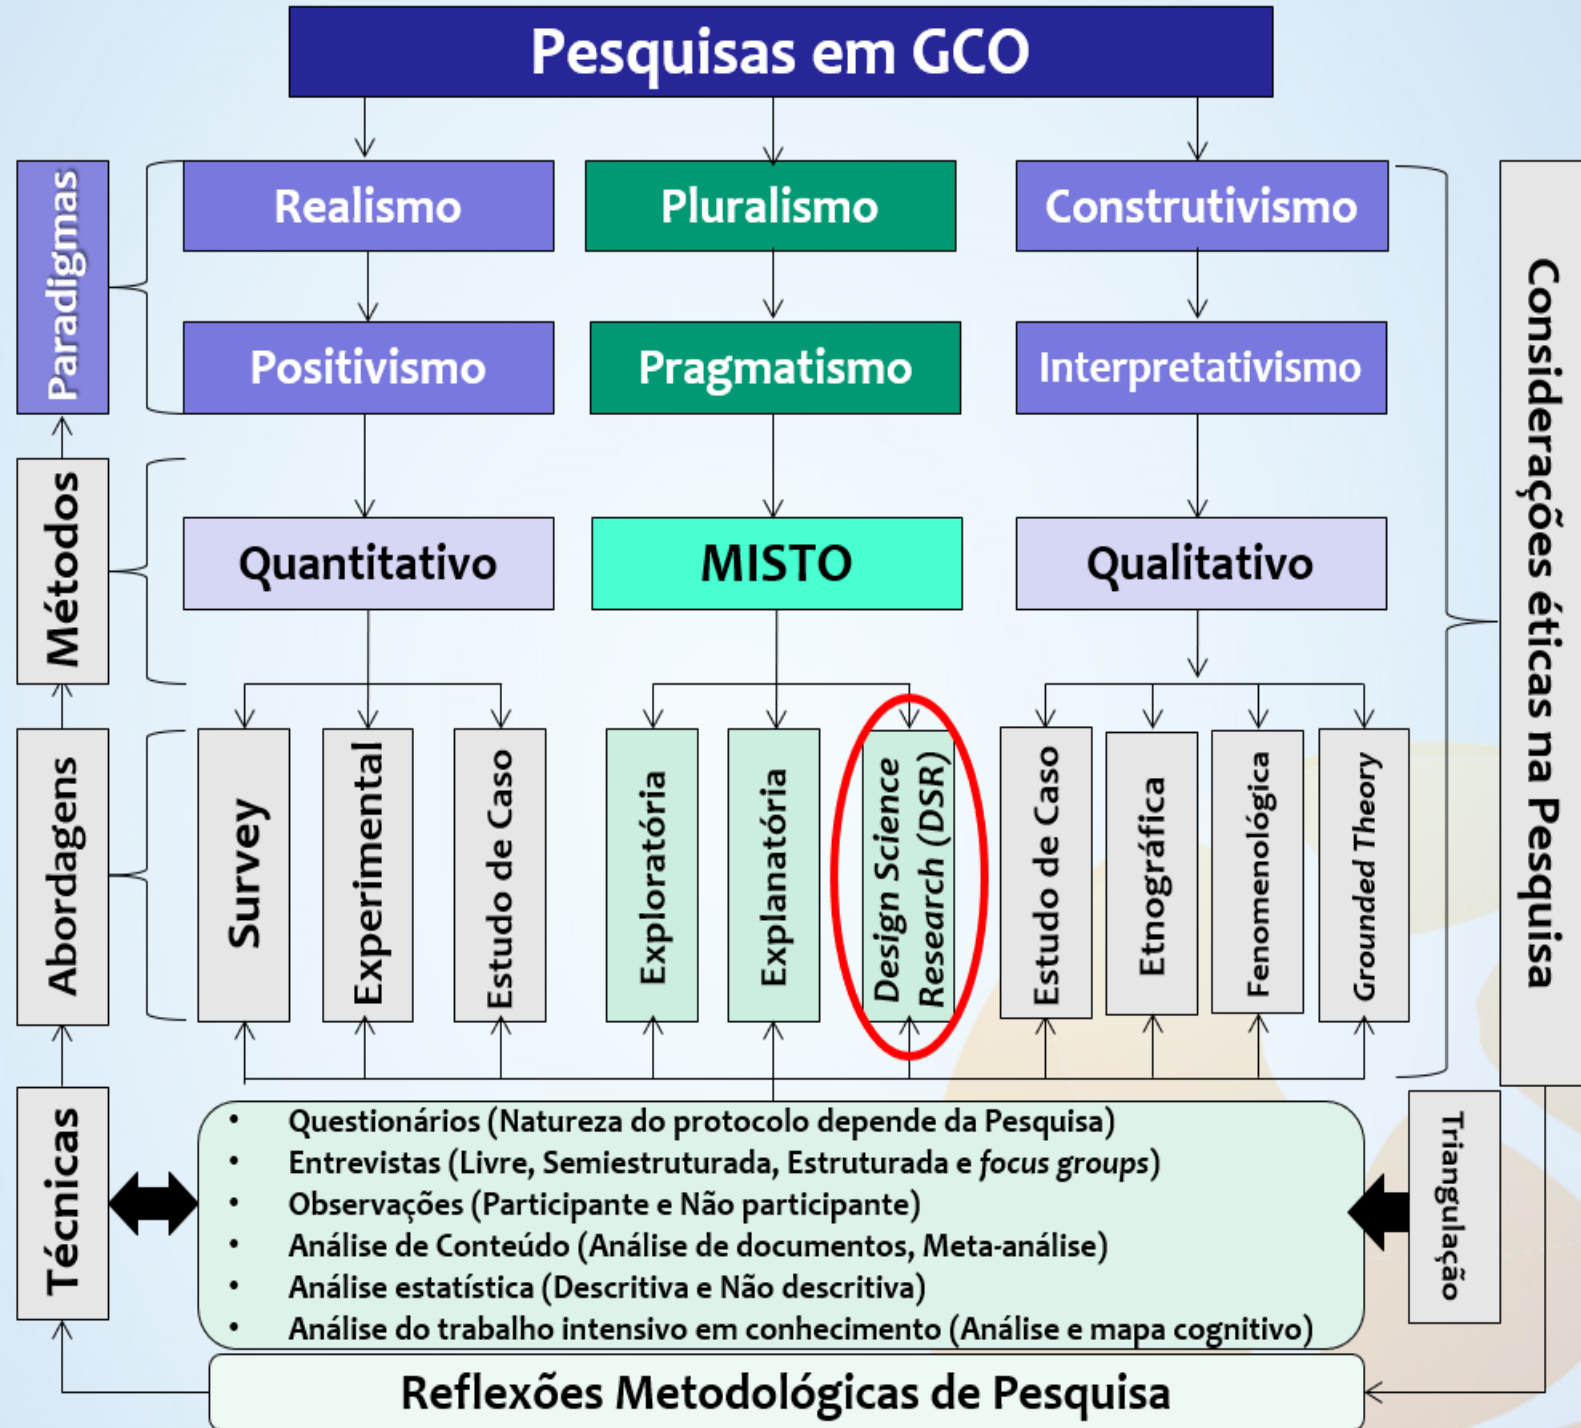 Pesquisas em GCO
Paradigmas
Realismo
Pluralismo
Construtivismo
Positivismo
Pragmatismo
Interpretativismo
Métodos
Quantitativo
MISTO
Qualitativo
Considerações éticas na Pesquisa
Abordagens
Survey
Experimental
Estudo de Caso
Exploratória
Explanatória
Design Science
Research (DSR)
Estudo de Caso
Etnográfica
Fenomenológica
Grounded Theory
Técnicas
• Questionários (Natureza do protocolo depende da Pesquisa)
• Entrevistas (Livre, Semiestruturada, Estruturada e focus groups)
• Observações (Participante e Não participante)
• Análise de Conteúdo (Análise de documentos, Meta-análise)
• Análise estatística (Descritiva e Não descritiva)
• Análise do trabalho intensivo em conhecimento (Análise e mapa cognitivo)
Triangulação
Reflexões Metodológicas de Pesquisa